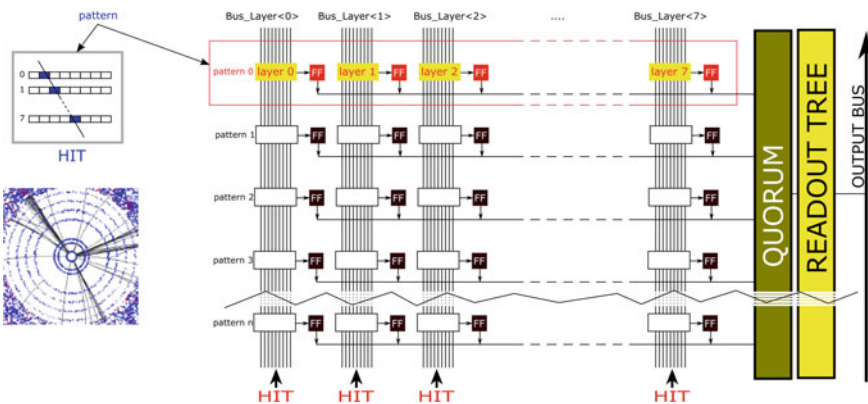 pattern
0
1
7
HIT
Bus_Layer<0> Bus_Layer<1> Bus_Layer<2> .... Bus_Layer<7>
pattern 0 layer 0 FF layer 1 FF layer 2 FF layer 7 FF
pattern 1 FF FF FF FF
pattern 2 FF FF FF FF
pattern 3 FF FF FF FF
pattern n FF FF FF FF
HIT HIT HIT HIT
QUORUM
READOUT TREE
OUTPUT BUS